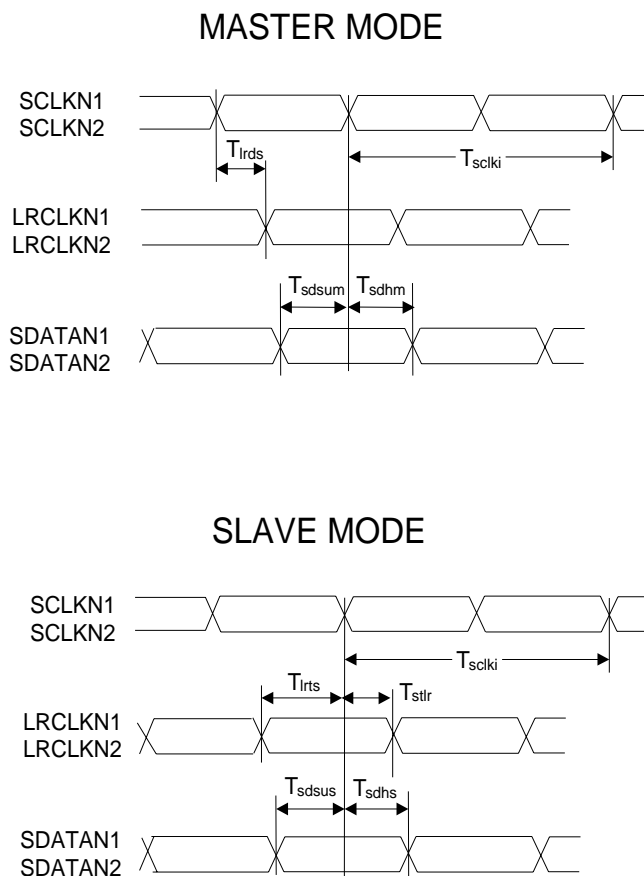 MASTER MODE
SCLKN1
SCLKN2
Tlrds
Tsclki
LRCLKN1
LRCLKN2
Tsdsum
Tsdhm
SDATAN1
SDATAN2
SLAVE MODE
SCLKN1
SCLKN2
Tsclki
Tlrts
Tstlr
LRCLKN1
LRCLKN2
Tsdsus
Tsdhs
SDATAN1
SDATAN2